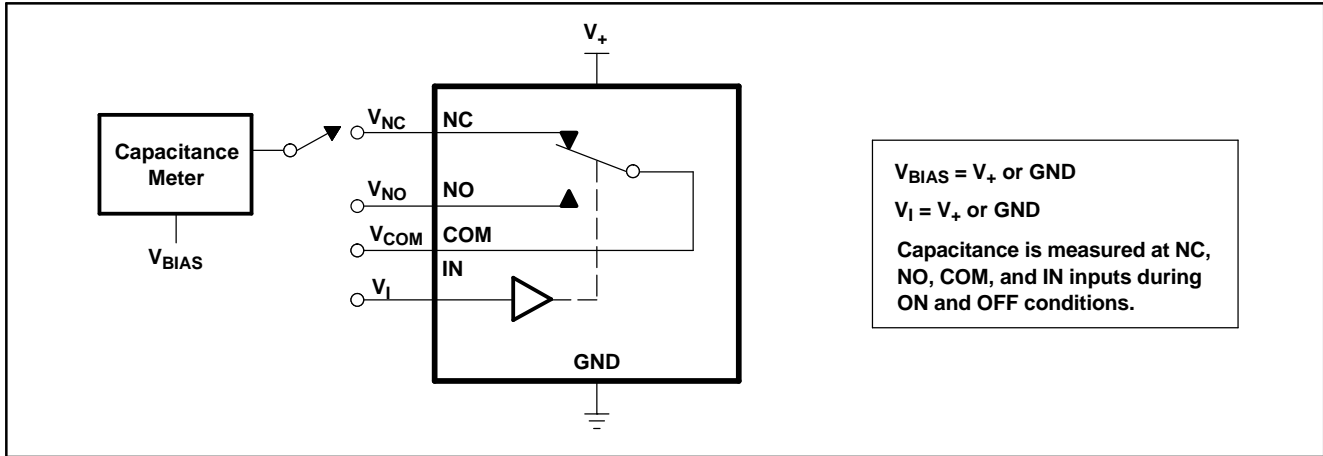 V+
VNC
NC
Capacitance
Meter
VNO
NO
VCOM
COM
VBIAS
IN
VI
GND
VBIAS = V+ or GND
VI = V+ or GND
Capacitance is measured at NC,
NO, COM, and IN inputs during
ON and OFF conditions.